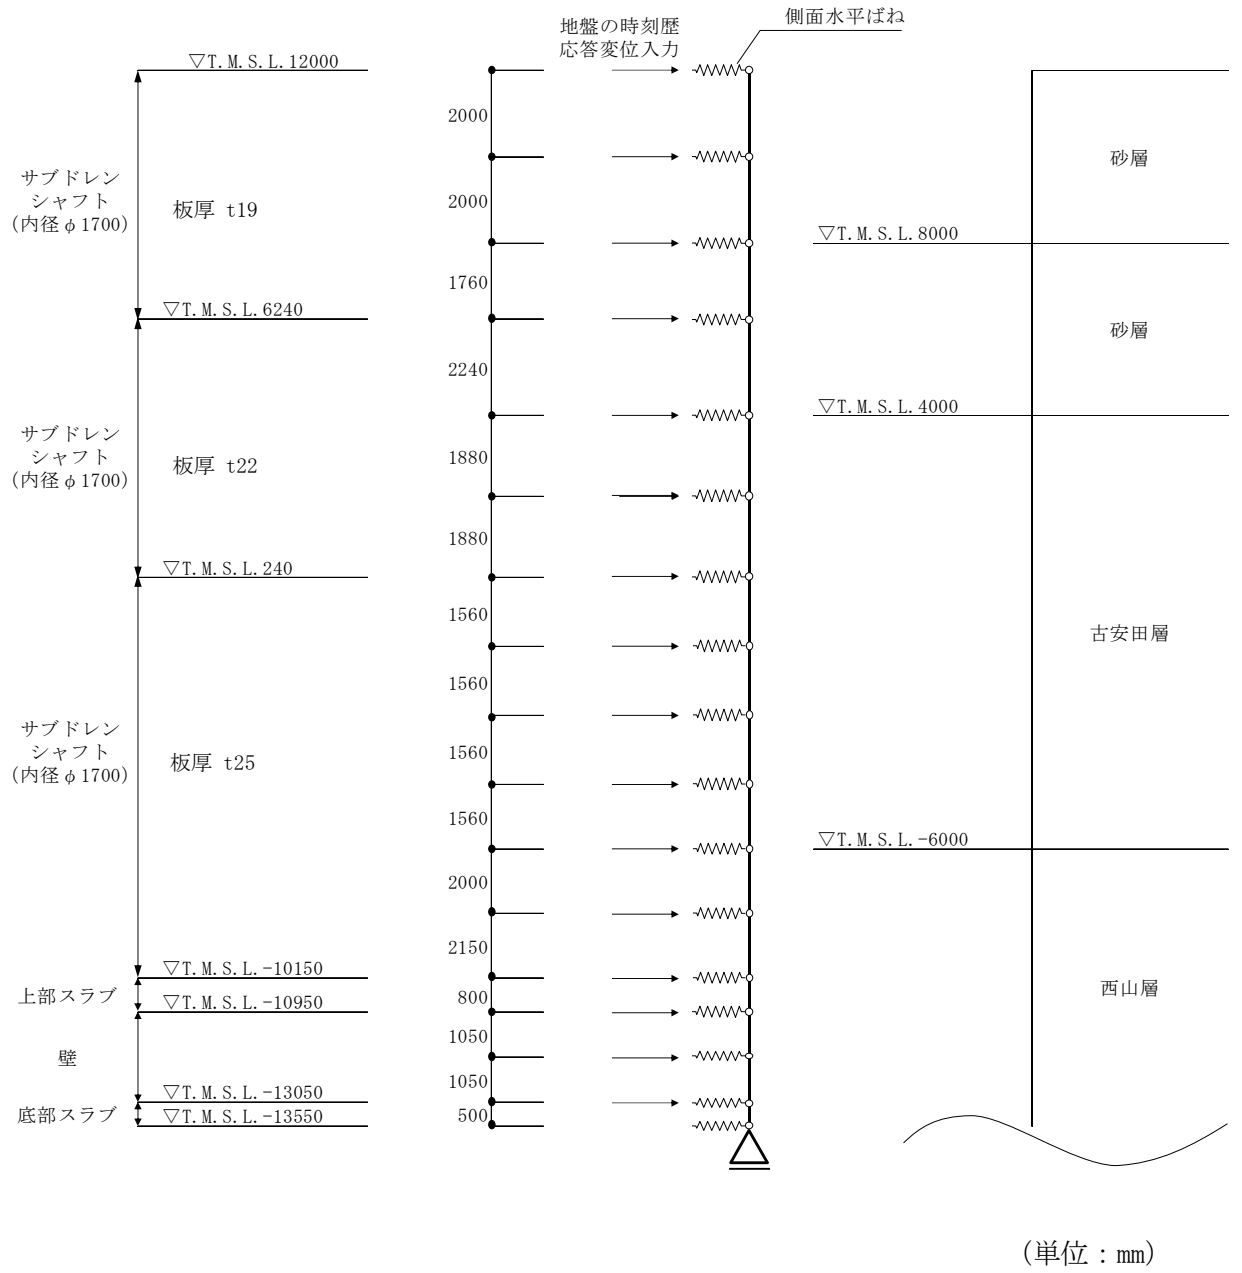 地盤の時刻歴
応答変位入力
側面水平ばね
▽T.M.S.L.12000
サブドレン
シャフト
(内径φ1700)
板厚 t19
▽T.M.S.L.6240
サブドレン
シャフト
(内径φ1700)
板厚 t22
▽T.M.S.L.240
サブドレン
シャフト
(内径φ1700)
板厚 t25
▽T.M.S.L.-10150
上部スラブ
▽T.M.S.L.-10950
壁
▽T.M.S.L.-13050
底部スラブ
▽T.M.S.L.-13550
2000
2000
1760
2240
1880
1880
1560
1560
1560
1560
2000
2150
800
1050
1050
500
砂層
▽T.M.S.L.8000
砂層
▽T.M.S.L.4000
古安田層
▽T.M.S.L.-6000
西山層
(単位:mm)